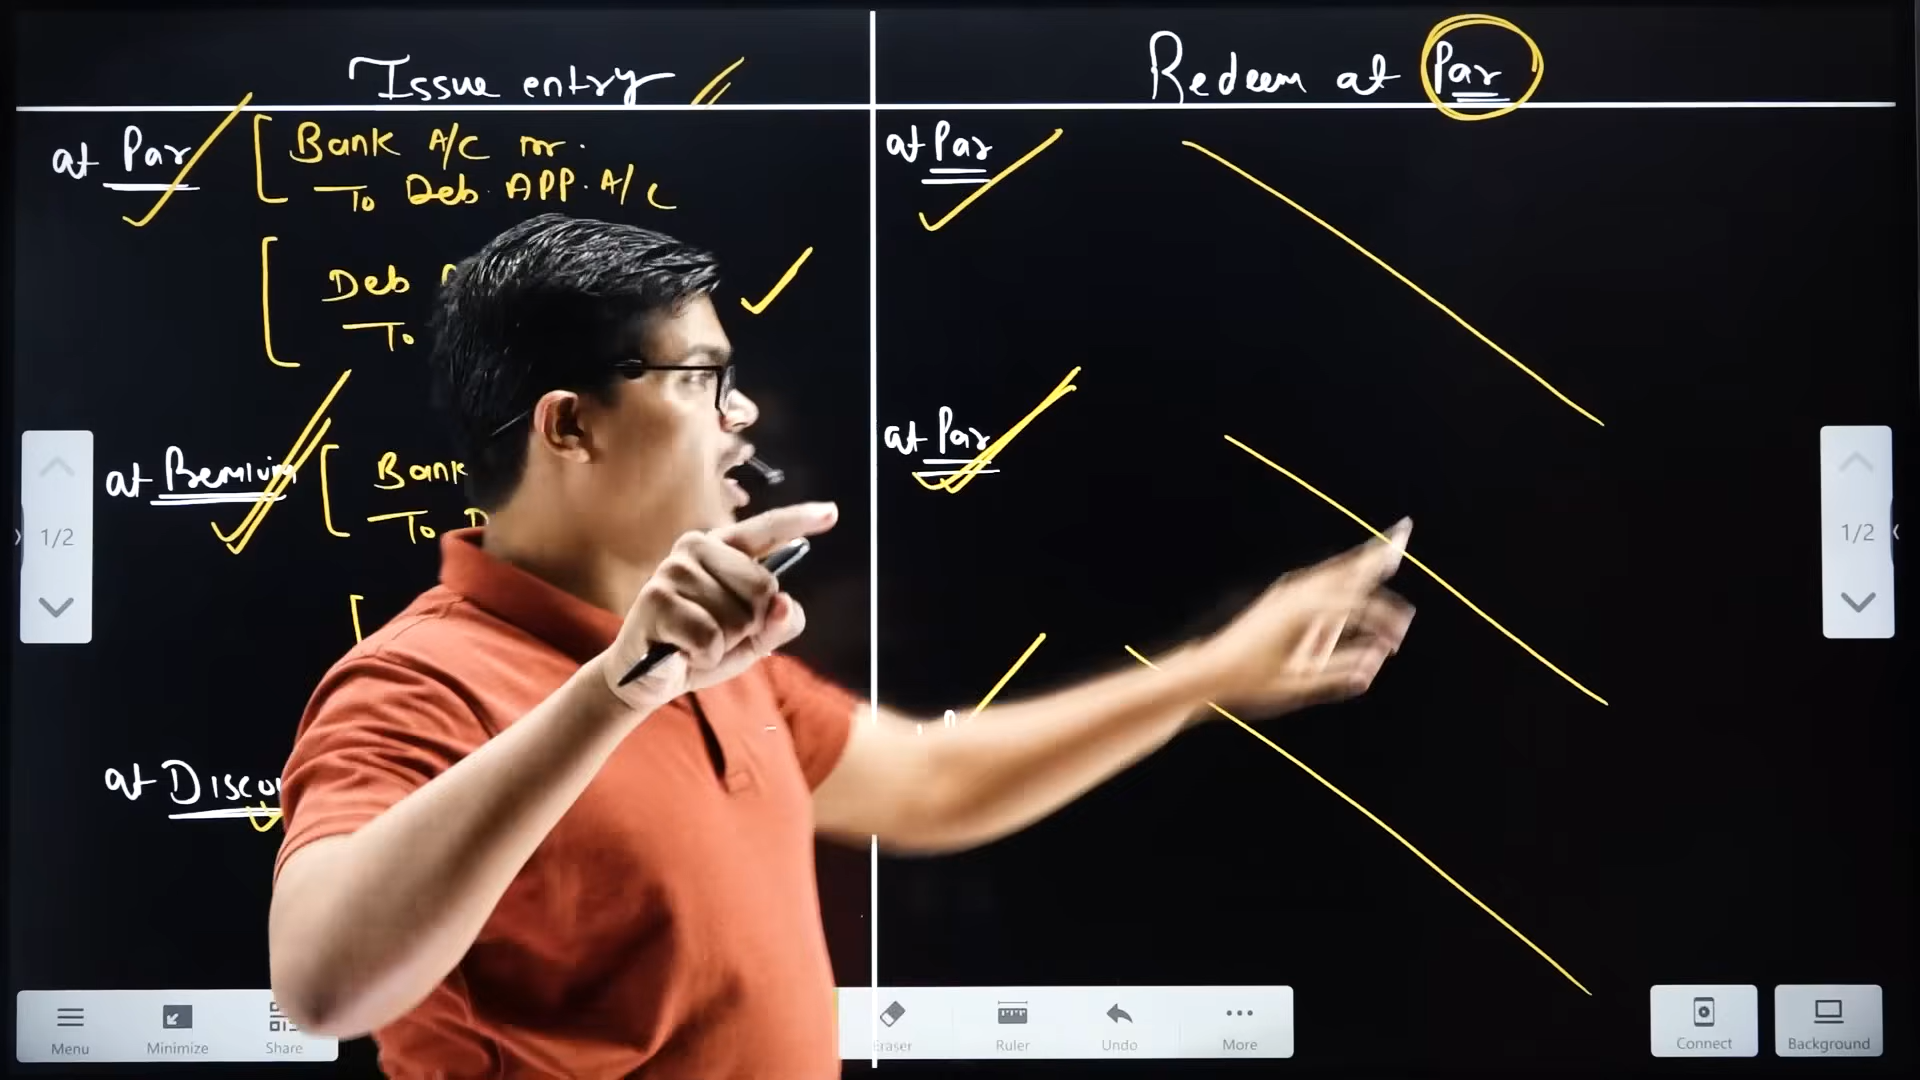 Issue entry
Redeem at Par
at Par
Bank A/C Dr.
To Deb. APP. A/C
Deb
To
at Premium
Bank
To D
at Disco
at Par
at Par
1/2
1/2
Menu
Minimize
Share
Eraser
Ruler
Undo
More
Connect
Background